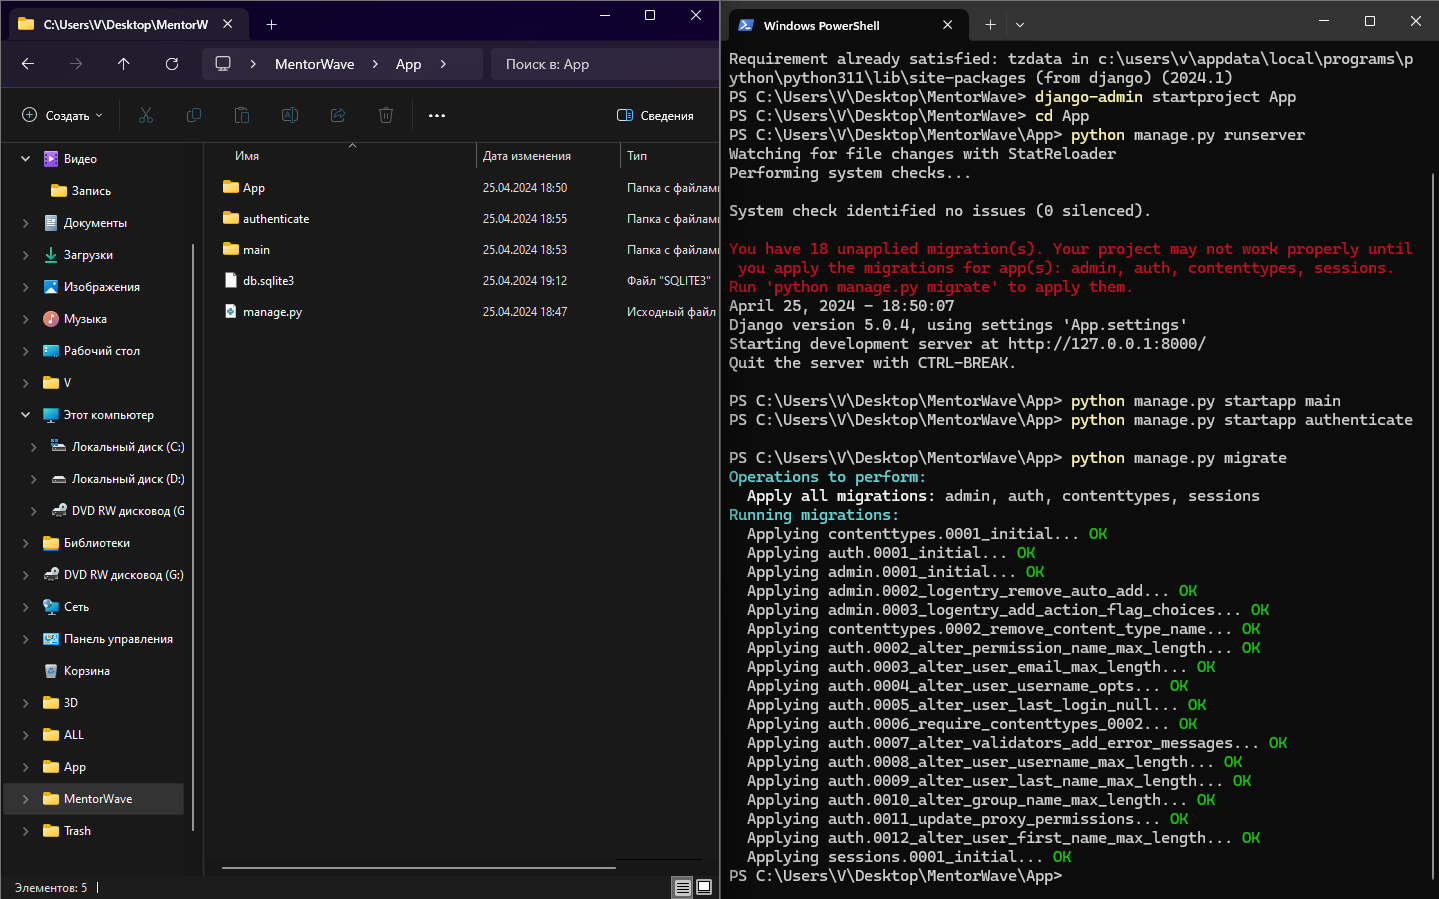 C:\Users\V\Desktop\MentorW
MentorWave
App
Поиск в: App
Создать
Сведения
Видео
Запись
Документы
Загрузки
Изображения
Музыка
Рабочий стол
V
Этот компьютер
Локальный диск (C:)
Локальный диск (D:)
DVD RW дисковод (G
Библиотеки
DVD RW дисковод (G:)
Сеть
Панель управления
Корзина
3D
ALL
App
MentorWave
Trash
Имя Дата изменения Тип
App 25.04.2024 18:50 Папка с файлами
authenticate 25.04.2024 18:55 Папка с файлами
main 25.04.2024 18:53 Папка с файлами
db.sqlite3 25.04.2024 19:12 Файл "SQLITE3"
manage.py 25.04.2024 18:47 Исходный файл
Элементов: 5
Windows PowerShell
Requirement already satisfied: tzdata in c:\users\v\appdata\local\programs\p
ython\python311\lib\site-packages (from django) (2024.1)
PS C:\Users\V\Desktop\MentorWave> django-admin startproject App
PS C:\Users\V\Desktop\MentorWave> cd App
PS C:\Users\V\Desktop\MentorWave\App> python manage.py runserver
Watching for file changes with StatReloader
Performing system checks...
System check identified no issues (0 silenced).
You have 18 unapplied migration(s). Your project may not work properly until
you apply the migrations for app(s): admin, auth, contenttypes, sessions.
Run 'python manage.py migrate' to apply them.
April 25, 2024 - 18:50:07
Django version 5.0.4, using settings 'App.settings'
Starting development server at http://127.0.0.1:8000/
Quit the server with CTRL-BREAK.
PS C:\Users\V\Desktop\MentorWave\App> python manage.py startapp main
PS C:\Users\V\Desktop\MentorWave\App> python manage.py startapp authenticate
PS C:\Users\V\Desktop\MentorWave\App> python manage.py migrate
Operations to perform:
Apply all migrations: admin, auth, contenttypes, sessions
Running migrations:
Applying contenttypes.0001_initial... OK
Applying auth.0001_initial... OK
Applying admin.0001_initial... OK
Applying admin.0002_logentry_remove_auto_add... OK
Applying admin.0003_logentry_add_action_flag_choices... OK
Applying contenttypes.0002_remove_content_type_name... OK
Applying auth.0002_alter_permission_name_max_length... OK
Applying auth.0003_alter_user_email_max_length... OK
Applying auth.0004_alter_user_username_opts... OK
Applying auth.0005_alter_user_last_login_null... OK
Applying auth.0006_require_contenttypes_0002... OK
Applying auth.0007_alter_validators_add_error_messages... OK
Applying auth.0008_alter_user_username_max_length... OK
Applying auth.0009_alter_user_last_name_max_length... OK
Applying auth.0010_alter_group_name_max_length... OK
Applying auth.0011_update_proxy_permissions... OK
Applying auth.0012_alter_user_first_name_max_length... OK
Applying sessions.0001_initial... OK
PS C:\Users\V\Desktop\MentorWave\App>